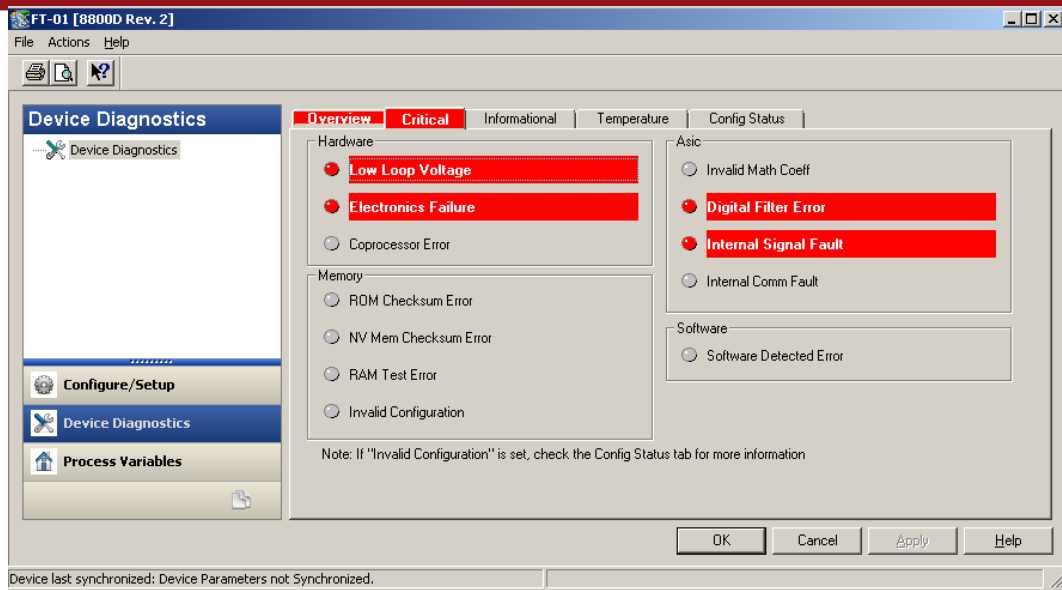 FT-01 [8800D Rev. 2]
File Actions Help
Device Diagnostics
Device Diagnostics
Configure/Setup
Device Diagnostics
Process Variables
Overview Critical Informational Temperature Config Status
Hardware
Low Loop Voltage
Electronics Failure
Coprocessor Error
Memory
ROM Checksum Error
NV Mem Checksum Error
RAM Test Error
Invalid Configuration
Asic
Invalid Math Coeff
Digital Filter Error
Internal Signal Fault
Internal Comm Fault
Software
Software Detected Error
Note: If "Invalid Configuration" is set, check the Config Status tab for more information
OK Cancel Apply Help
Device last synchronized: Device Parameters not Synchronized.